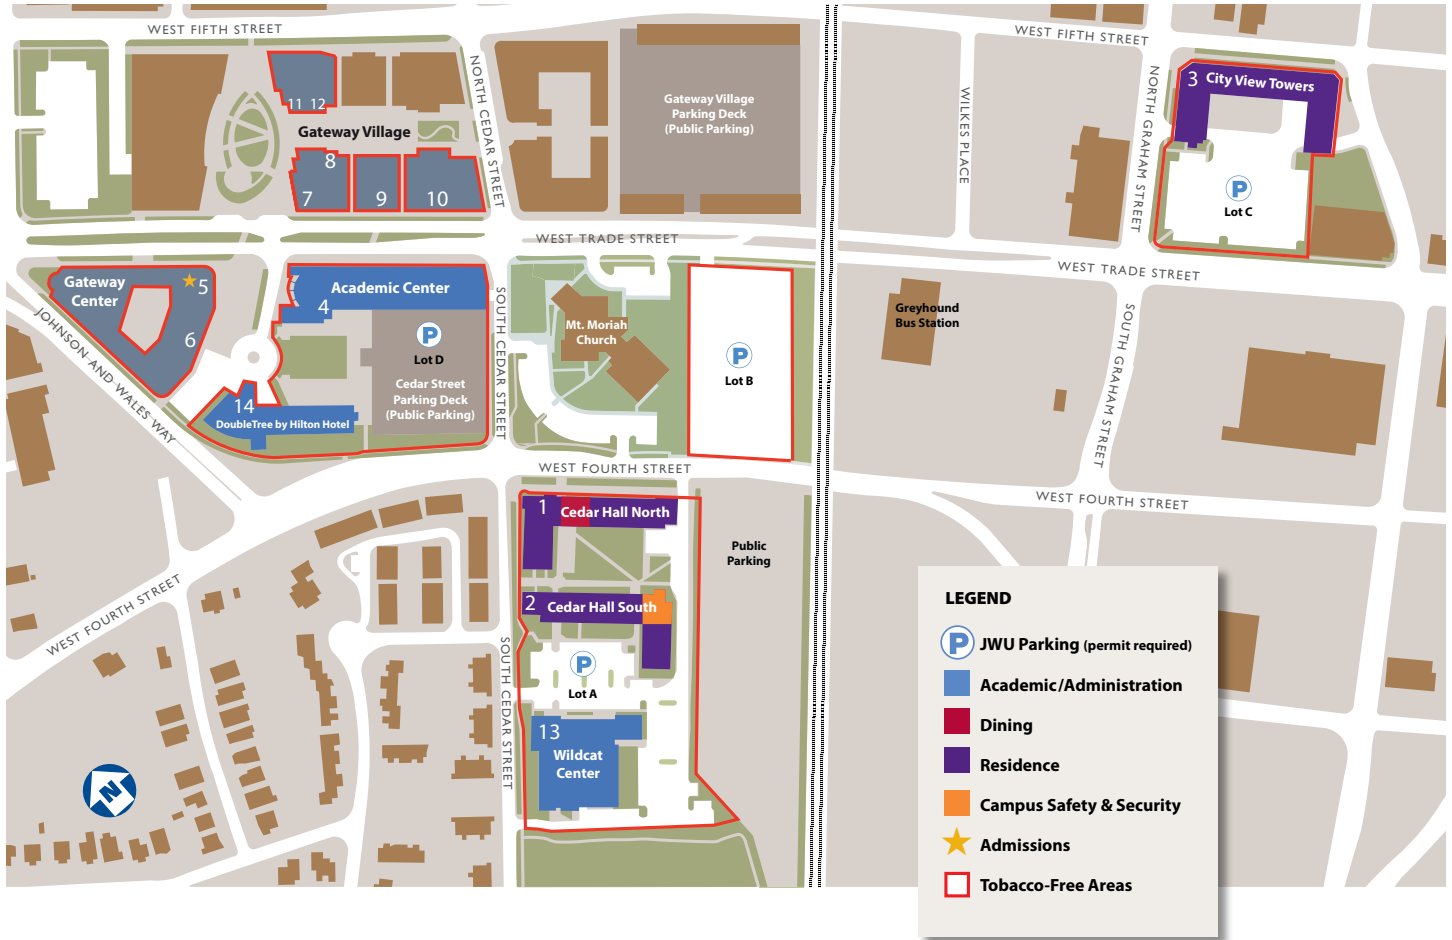 WEST FIFTH STREET
WEST FIFTH STREET
NORTH CEDAR STREET
Gateway Village
Parking Deck
(Public Parking)
WILKES PLACE
NORTH GRAHAM STREET
3 City View Towers
P
Lot C
11 12
Gateway Village
8
7
9
10
WEST TRADE STREET
WEST TRADE STREET
Gateway
Center
5
6
JOHNSON AND WALES WAY
Academic Center
4
P
Lot D
Cedar Street
Parking Deck
(Public Parking)
14
DoubleTree by Hilton Hotel
SOUTH CEDAR STREET
Mt. Moriah
Church
P
Lot B
Greyhound
Bus Station
SOUTH GRAHAM STREET
WEST FOURTH STREET
WEST FOURTH STREET
WEST FOURTH STREET
1 Cedar Hall North
Public
Parking
2 Cedar Hall South
P
Lot A
SOUTH CEDAR STREET
13
Wildcat
Center
N
LEGEND
P JWU Parking (permit required)
Academic/Administration
Dining
Residence
Campus Safety & Security
Admissions
Tobacco-Free Areas